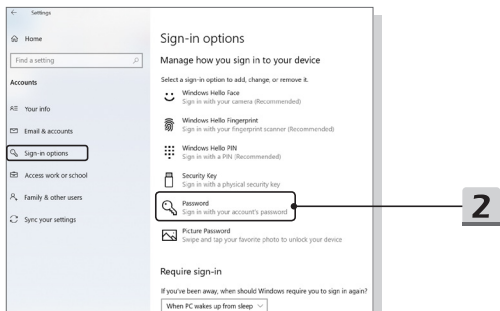 Settings
Home
Find a setting
Accounts
Your info
Email & accounts
Sign-in options
Access work or school
Family & other users
Sync your settings
Sign-in options
Manage how you sign in to your device
Select a sign-in option to add, change, or remove it.
Windows Hello Face
Sign in with your camera (Recommended)
Windows Hello Fingerprint
Sign in with your fingerprint scanner (Recommended)
Windows Hello PIN
Sign in with a PIN (Recommended)
Security Key
Sign in with a physical security key
Password
Sign in with your account's password
Picture Password
Swipe and tap your favorite photo to unlock your device
Require sign-in
If you've been away, when should Windows require you to sign in again?
When PC wakes up from sleep
2